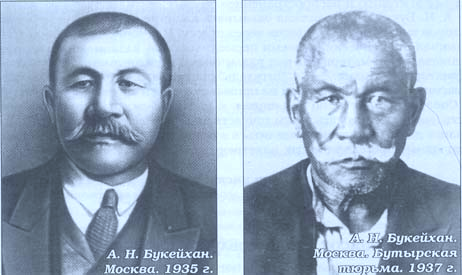 А. Н. Букейхан.
Москва. 1935 г.
А. Н. Букейхан.
Москва. Бутырская
тюрьма. 1937 г.